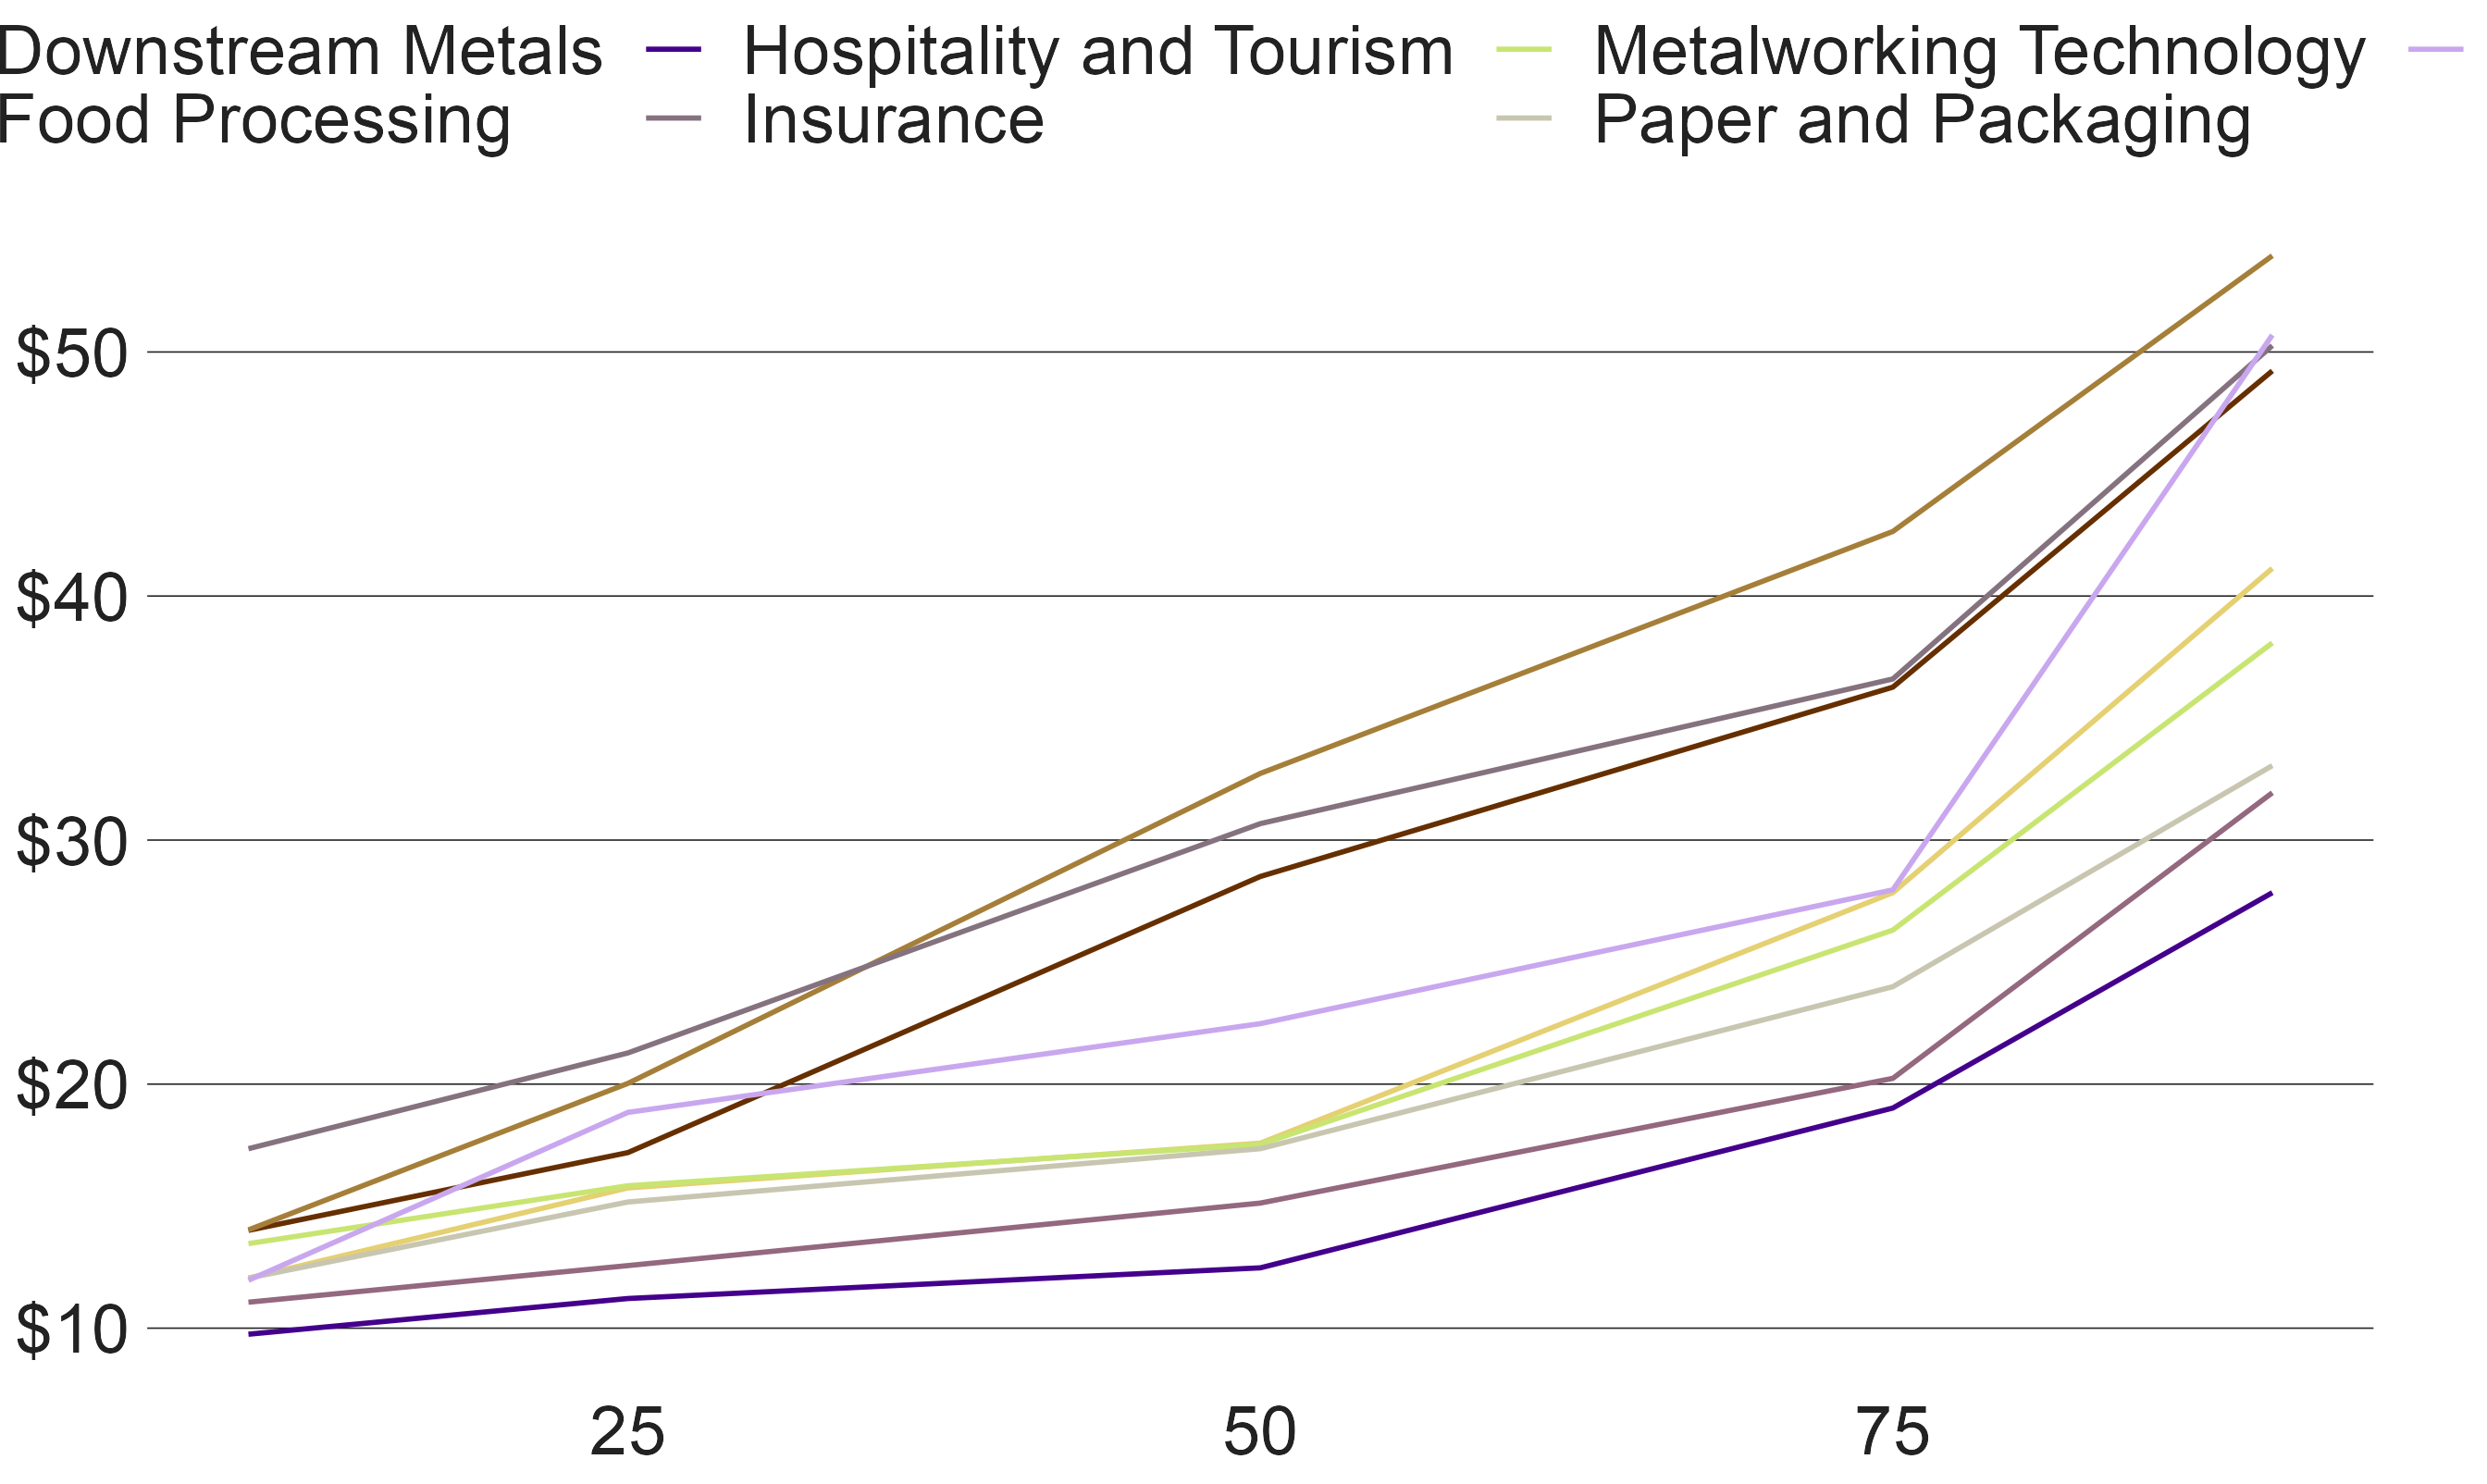 Downstream Metals Hospitality and Tourism Metalworking Technology
Food Processing Insurance Paper and Packaging
$50
$40
$30
$20
$10
25 50 75